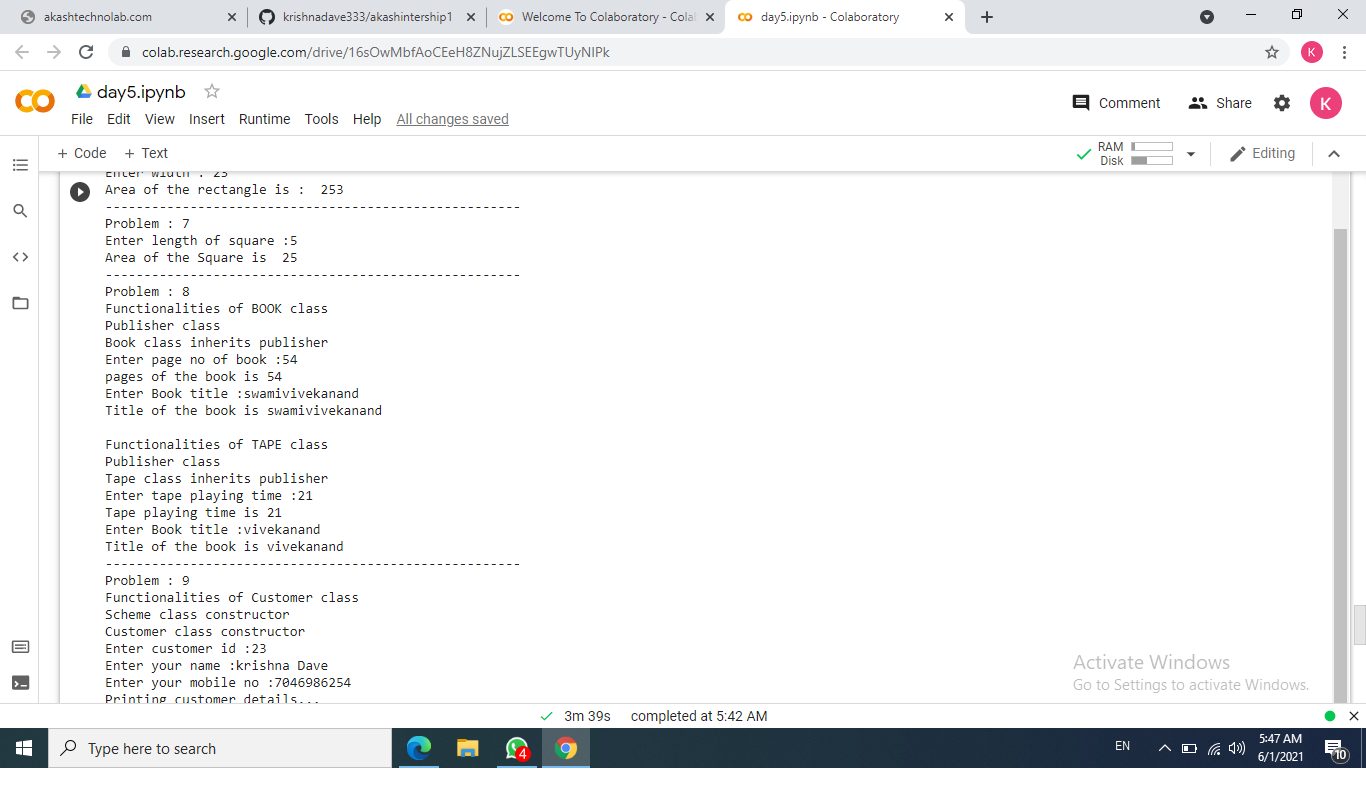 akashtechnolab.com
krishnadave333/akashintership1
Welcome To Colaboratory - Cola
day5.ipynb - Colaboratory
colab.research.google.com/drive/16sOwMbfAoCEeH8ZNujZLSEEgwTUyNIPk
K
day5.ipynb
Comment
Share
K
File Edit View Insert Runtime Tools Help All changes saved
+ Code + Text
RAM
Disk
Editing
Enter width : 23
Area of the rectangle is :  253
------------------------------------------------------
Problem : 7
Enter length of square :5
Area of the Square is  25
------------------------------------------------------
Problem : 8
Functionalities of BOOK class
Publisher class
Book class inherits publisher
Enter page no of book :54
pages of the book is 54
Enter Book title :swamivivekanand
Title of the book is swamivivekanand
Functionalities of TAPE class
Publisher class
Tape class inherits publisher
Enter tape playing time :21
Tape playing time is 21
Enter Book title :vivekanand
Title of the book is vivekanand
------------------------------------------------------
Problem : 9
Functionalities of Customer class
Scheme class constructor
Customer class constructor
Enter customer id :23
Enter your name :krishna Dave
Enter your mobile no :7046986254
Printing customer details...
Activate Windows
Go to Settings to activate Windows.
3m 39s completed at 5:42 AM
Type here to search
4
EN
5:47 AM
6/1/2021
10